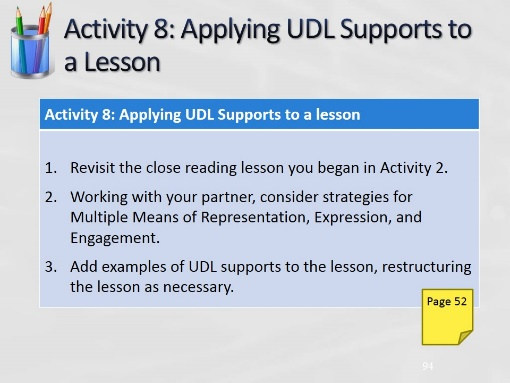 Activity 8: Applying UDL Supports to
a Lesson
Activity 8: Applying UDL Supports to a lesson
1. Revisit the close reading lesson you began in Activity 2.
2. Working with your partner, consider strategies for
Multiple Means of Representation, Expression, and
Engagement.
3. Add examples of UDL supports to the lesson, restructuring
the lesson as necessary.
Page 52
94